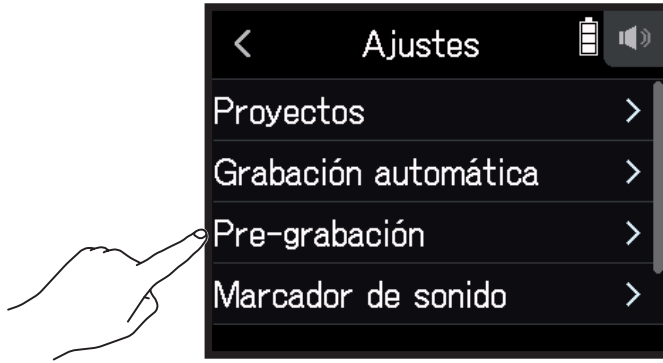 Ajustes
Proyectos
Grabación automática
Pre-grabación
Marcador de sonido